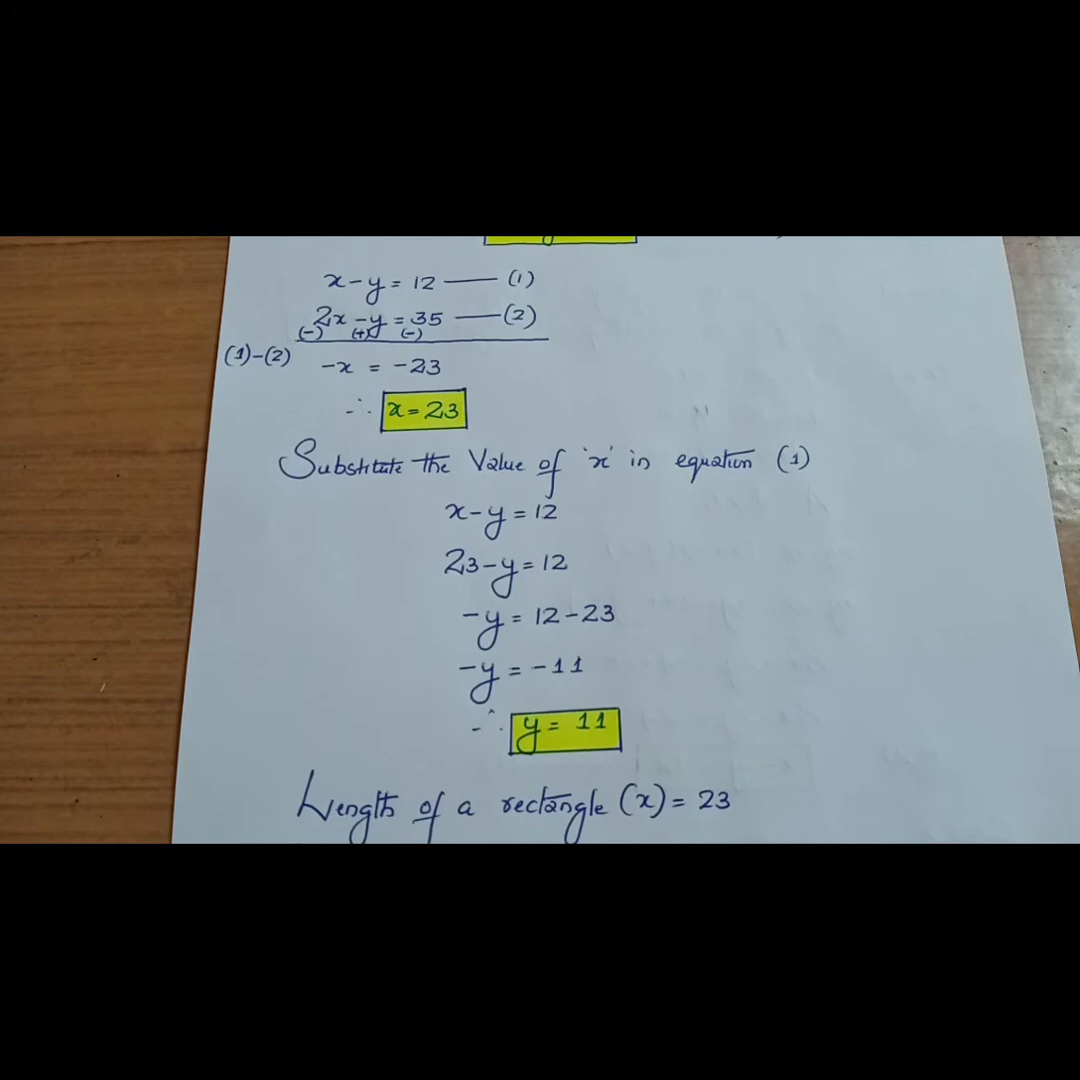 x-y = 12 —— (1)
2x-y = 35 —— (2)
(-) (+) (-)
(1)-(2) -x = -23
∴ x = 23
Substitute the Value of 'x' in equation (1)
x-y = 12
23-y = 12
-y = 12-23
-y = -11
∴ y = 11
Length of a rectangle (x) = 23